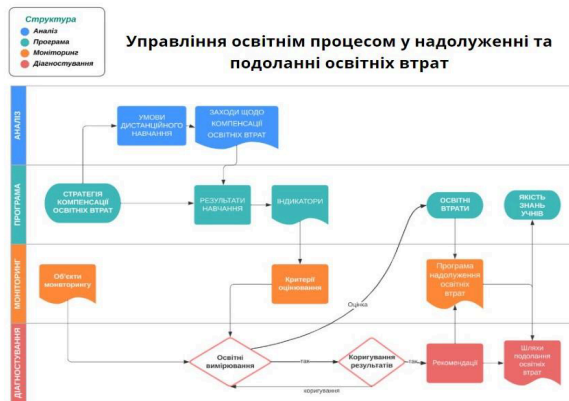 Структура
Аналіз
Програма
Моніторинг
Діагностування
Управління освітнім процесом у надолуженні та
подоланні освітніх втрат
АНАЛІЗ
УМОВИ
ДИСТАНЦІЙНОГО
НАВЧАННЯ
ЗАХОДИ ЩОДО
КОМПЕНСАЦІЇ
ОСВІТНІХ ВТРАТ
ПРОГРАМА
СТРАТЕГІЯ
КОМПЕНСАЦІЇ
ОСВІТНІХ ВТРАТ
РЕЗУЛЬТАТИ
НАВЧАННЯ
ІНДИКАТОРИ
ОСВІТНІ
ВТРАТИ
ЯКІСТЬ
ЗНАНЬ
УЧНІВ
МОНІТОРИНГ
Об'єкти
моніторингу
Критерії
оцінювання
Програма
надолуження
освітніх
втрат
Оцінка
ДІАГНОСТУВАННЯ
Освітні
вимірювання
так
Коригування
результатів
так
Рекомендації
Шляхи
подолання
освітніх
втрат
коригування